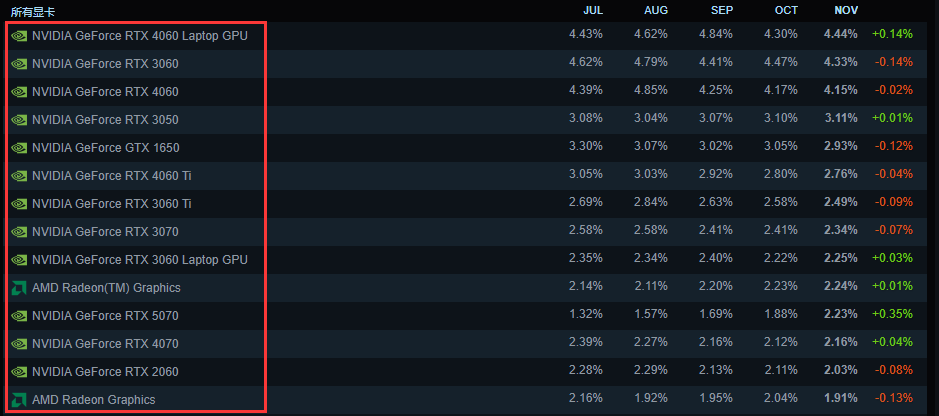 所有显卡 JUL AUG SEP OCT NOV
NVIDIA GeForce RTX 4060 Laptop GPU 4.43% 4.62% 4.84% 4.30% 4.44% +0.14%
NVIDIA GeForce RTX 3060 4.62% 4.79% 4.41% 4.47% 4.33% -0.14%
NVIDIA GeForce RTX 4060 4.39% 4.85% 4.25% 4.17% 4.15% -0.02%
NVIDIA GeForce RTX 3050 3.08% 3.04% 3.07% 3.10% 3.11% +0.01%
NVIDIA GeForce GTX 1650 3.30% 3.07% 3.02% 3.05% 2.93% -0.12%
NVIDIA GeForce RTX 4060 Ti 3.05% 3.03% 2.92% 2.80% 2.76% -0.04%
NVIDIA GeForce RTX 3060 Ti 2.69% 2.84% 2.63% 2.58% 2.49% -0.09%
NVIDIA GeForce RTX 3070 2.58% 2.58% 2.41% 2.41% 2.34% -0.07%
NVIDIA GeForce RTX 3060 Laptop GPU 2.35% 2.34% 2.40% 2.22% 2.25% +0.03%
AMD Radeon(TM) Graphics 2.14% 2.11% 2.20% 2.23% 2.24% +0.01%
NVIDIA GeForce RTX 5070 1.32% 1.57% 1.69% 1.88% 2.23% +0.35%
NVIDIA GeForce RTX 4070 2.39% 2.27% 2.16% 2.12% 2.16% +0.04%
NVIDIA GeForce RTX 2060 2.28% 2.29% 2.13% 2.11% 2.03% -0.08%
AMD Radeon Graphics 2.16% 1.92% 1.95% 2.04% 1.91% -0.13%